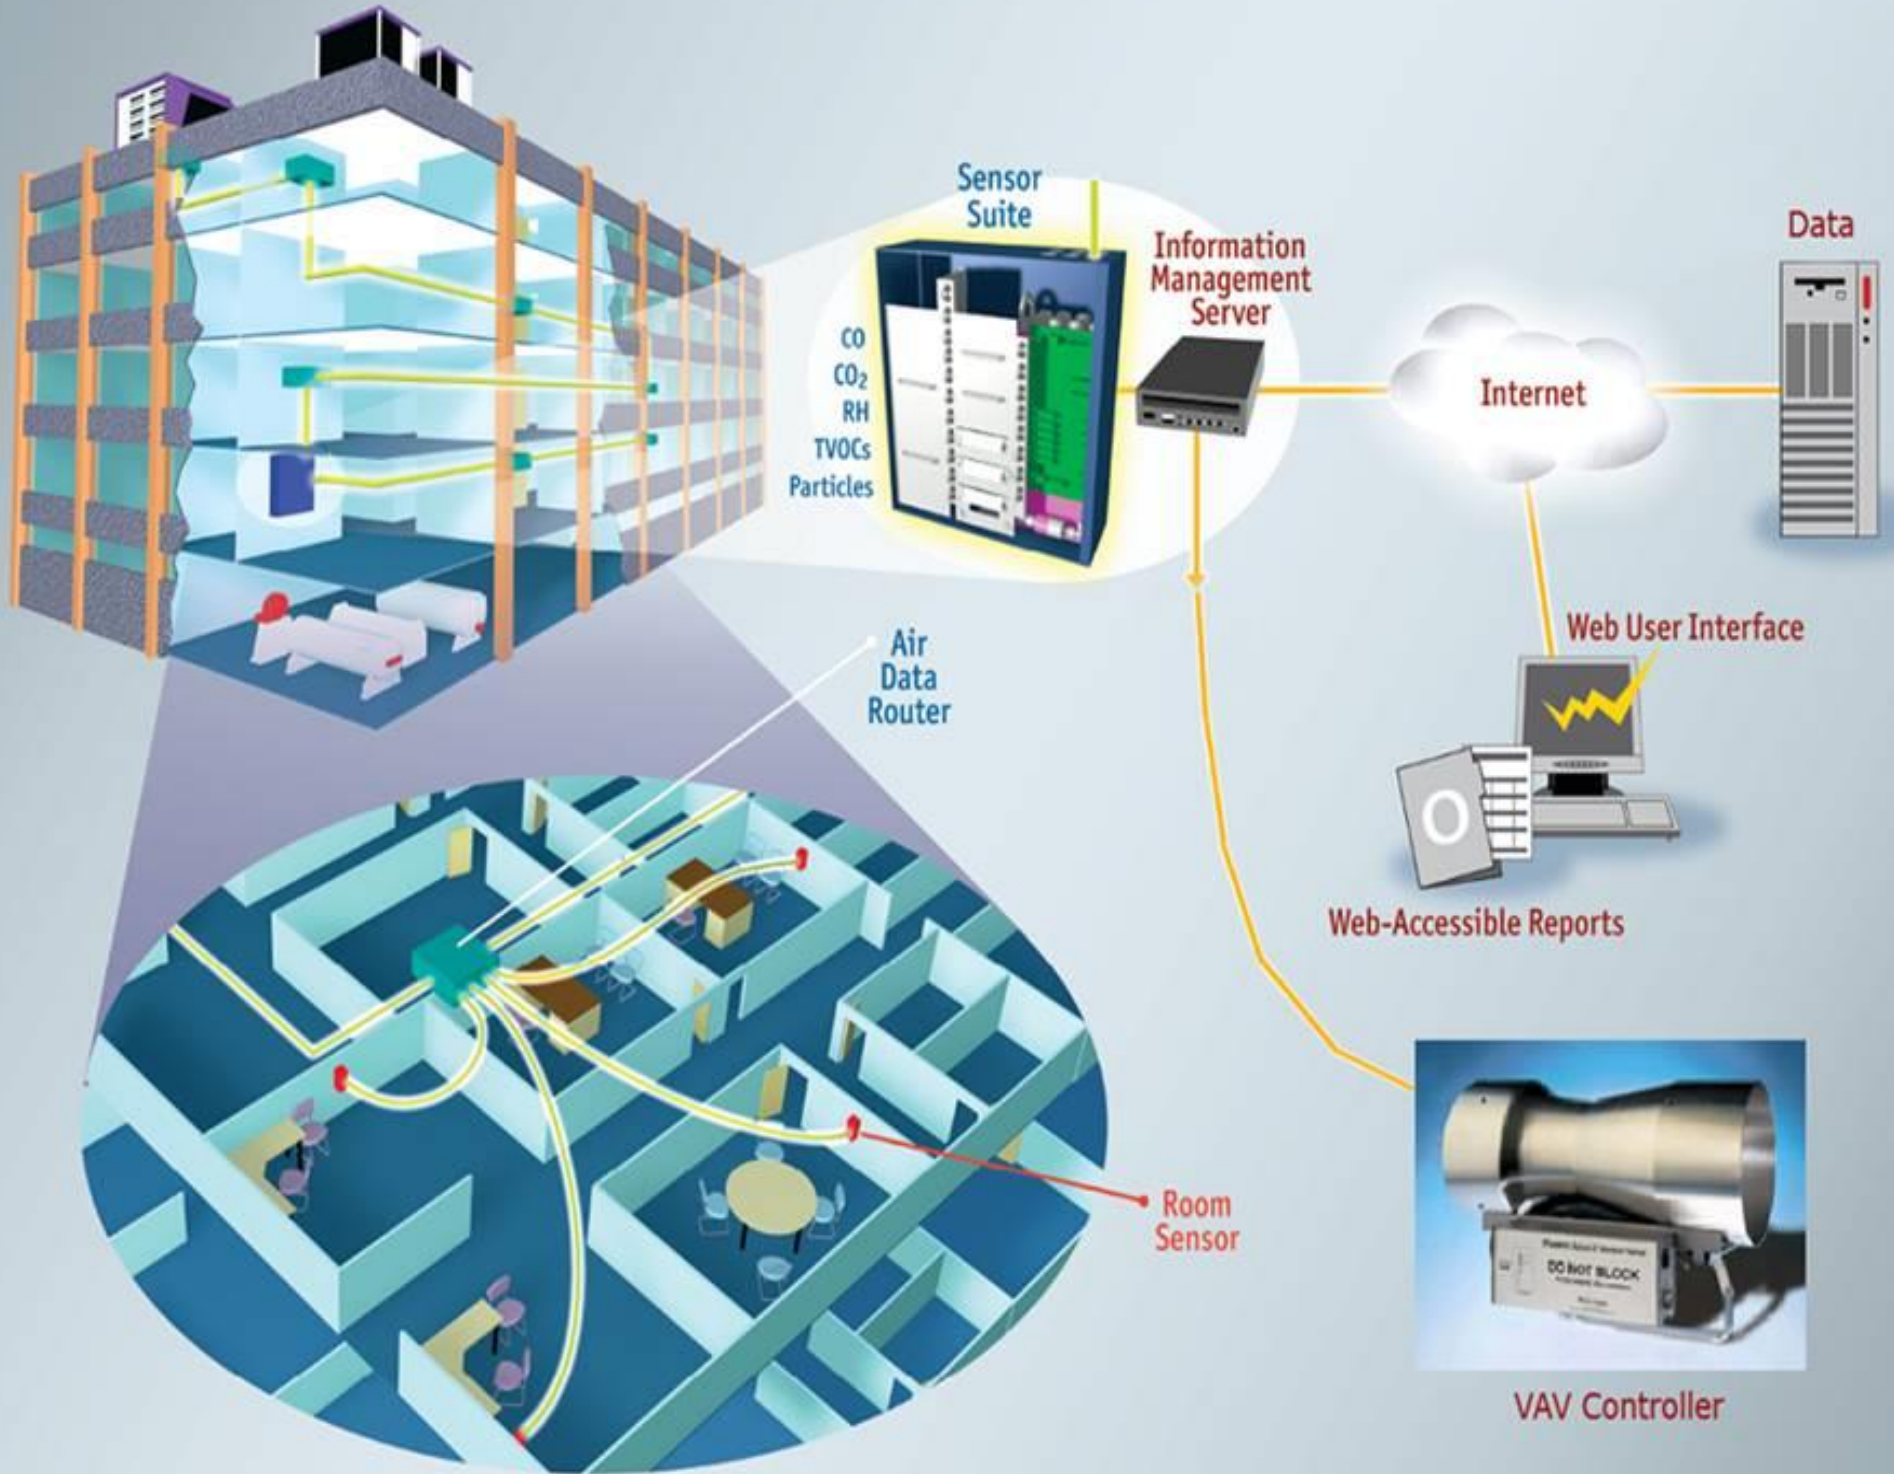 Sensor
Suite
Information
Management
Server
Data
CO
CO₂
RH
TVOCs
Particles
Internet
Web User Interface
Air
Data
Router
Web-Accessible Reports
Room
Sensor
DO NOT BLOCK
VAV Controller